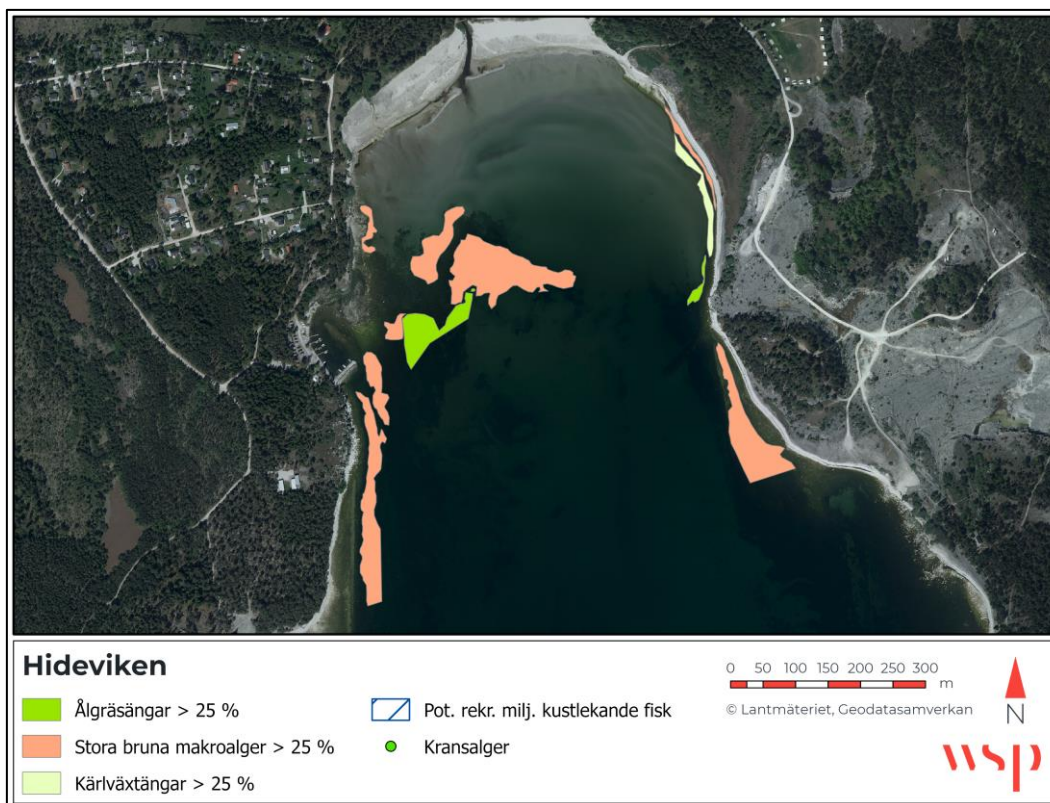 Hideviken
Ålgräsängar > 25 %
Stora bruna makroalger > 25 %
Kärlväxtängar > 25 %
Pot. rekr. milj. kustlekande fisk
Kransalger
0 50 100 150 200 250 300
m
© Lantmäteriet, Geodatasamverkan
N
wsp